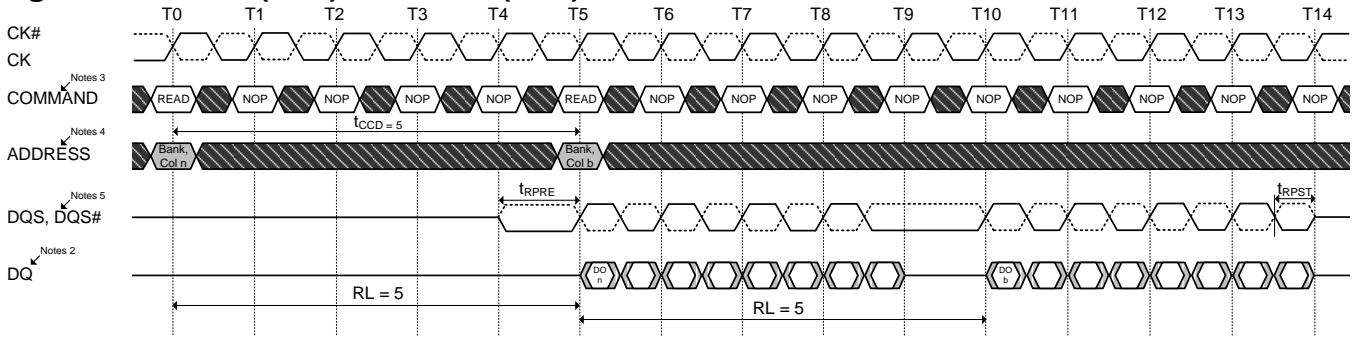 T0 T1 T2 T3 T4 T5 T6 T7 T8 T9 T10 T11 T12 T13 T14
CK#
CK
Notes 3
COMMAND READ NOP NOP NOP NOP READ NOP NOP NOP NOP NOP NOP NOP NOP NOP
tCCD = 5
Notes 4
ADDRESS
Bank, Col n
Bank, Col b
tRPRE
tRPST
Notes 5
DQS, DQS#
Notes 2
DQ
DO n
DO b
RL = 5
RL = 5